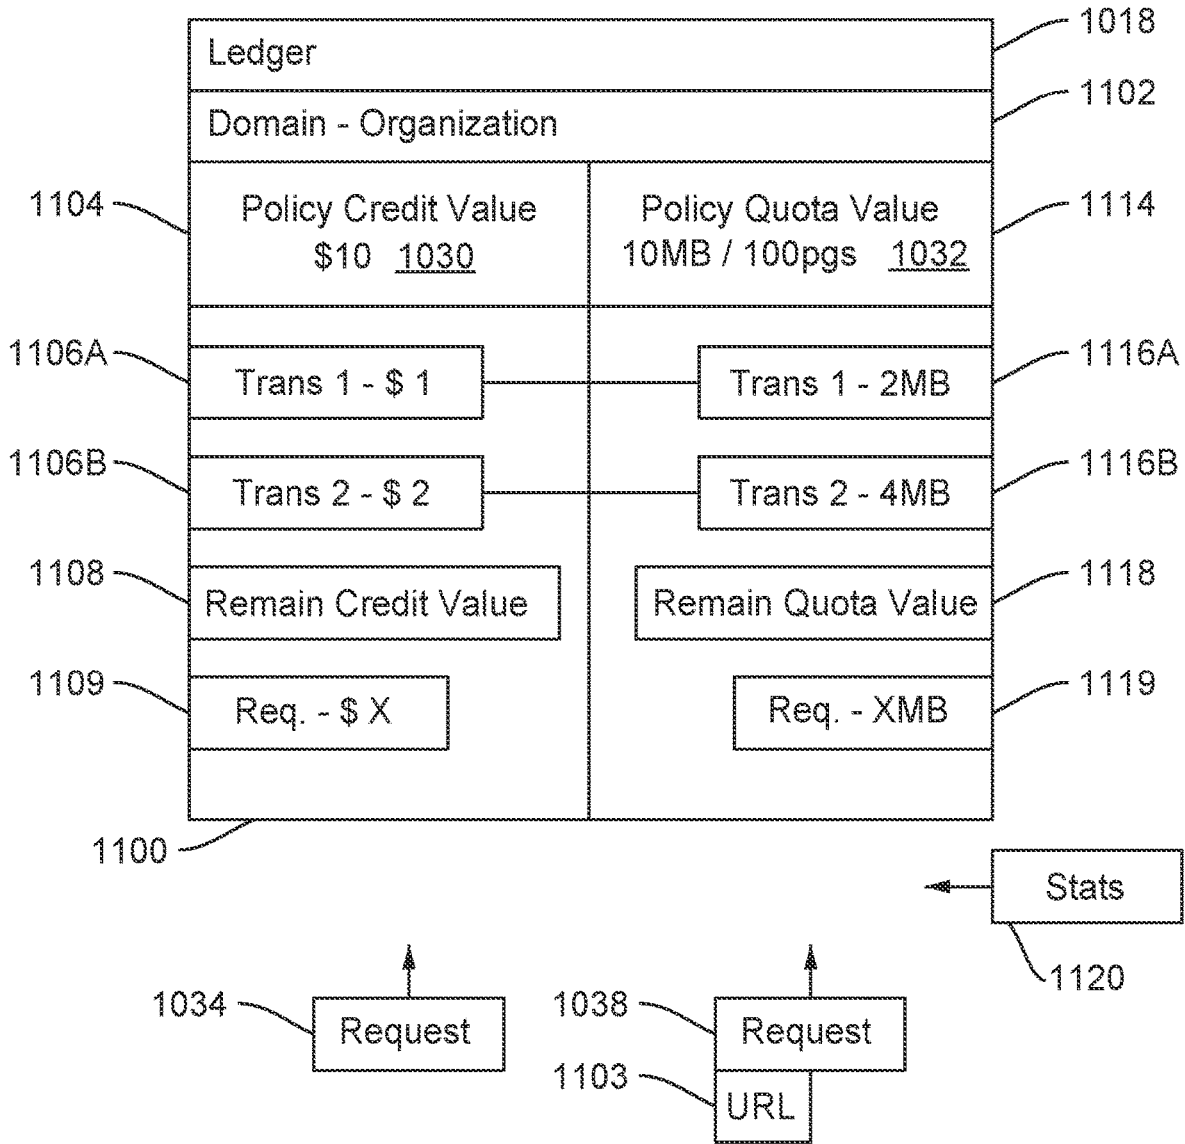 Ledger
1018
Domain - Organization
1102
1104
Policy Credit Value
$10 1030
Policy Quota Value
10MB / 100pgs 1032
1114
1106A
Trans 1 - $ 1
Trans 1 - 2MB
1116A
1106B
Trans 2 - $ 2
Trans 2 - 4MB
1116B
1108
Remain Credit Value
Remain Quota Value
1118
1109
Req. - $ X
Req. - XMB
1119
1100
Stats
1120
1034
Request
1038
Request
1103
URL